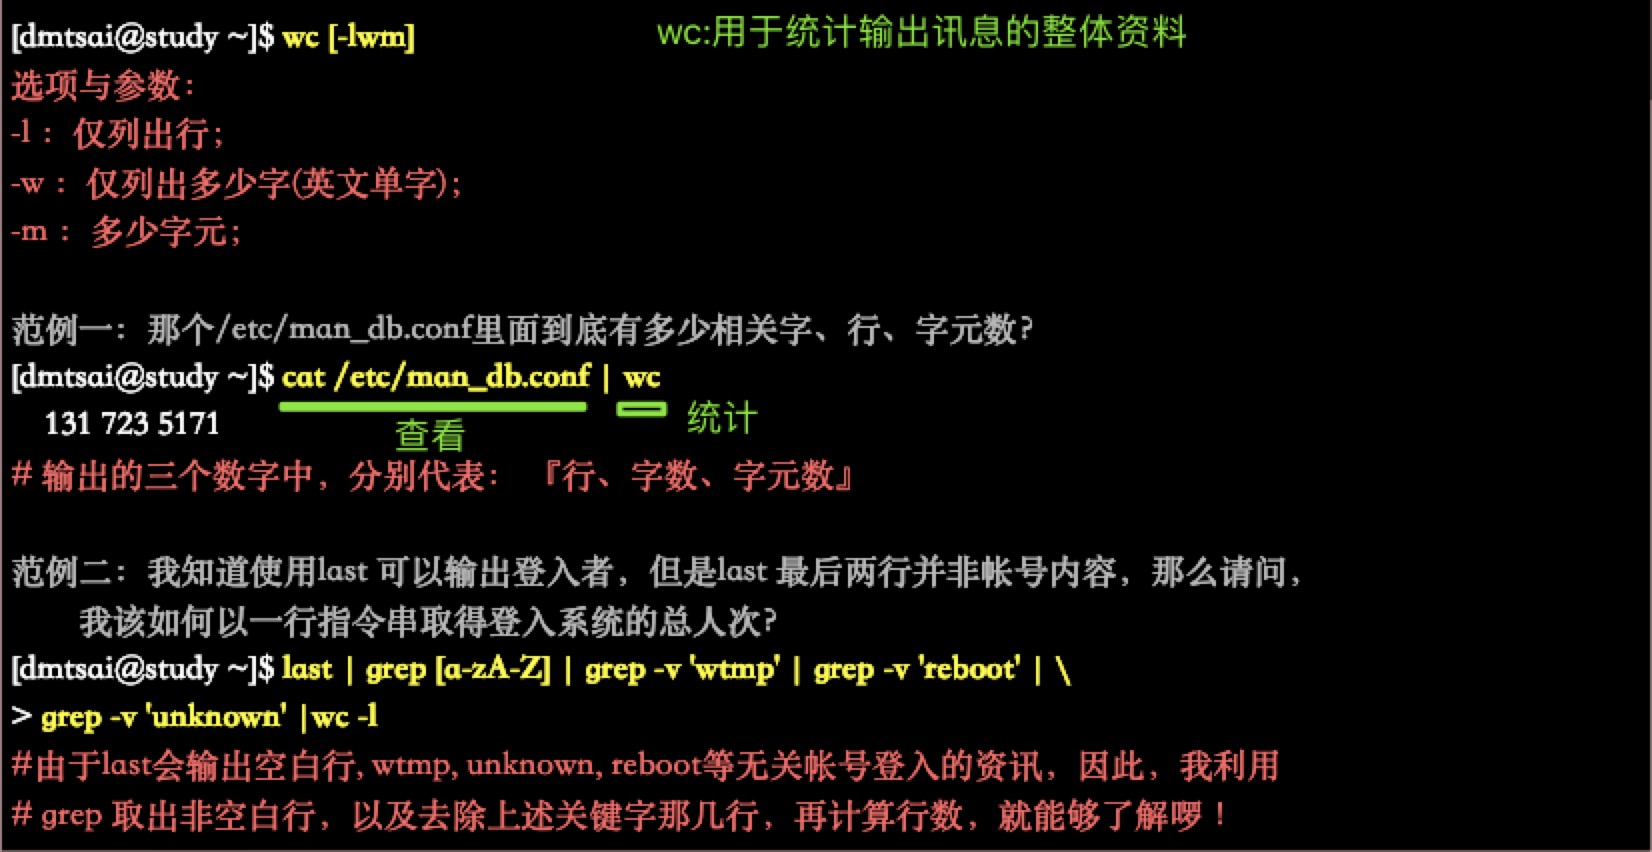 [dmtsai@study ~]$ wc [-lwm] wc:用于统计输出讯息的整体资料
选项与参数：
-l ：仅列出行；
-w ：仅列出多少字(英文单字)；
-m ：多少字元；
范例一：那个/etc/man_db.conf里面到底有多少相关字、行、字元数？
[dmtsai@study ~]$ cat /etc/man_db.conf | wc
131 723 5171 查看 统计
# 输出的三个数字中，分别代表： 『行、字数、字元数』
范例二：我知道使用last 可以输出登入者，但是last 最后两行并非帐号内容，那么请问，
我该如何以一行指令串取得登入系统的总人次？
[dmtsai@study ~]$ last | grep [a-zA-Z] | grep -v 'wtmp' | grep -v 'reboot' | \
> grep -v 'unknown' |wc -l
#由于last会输出空白行, wtmp, unknown, reboot等无关帐号登入的资讯，因此，我利用
# grep 取出非空白行，以及去除上述关键字那几行，再计算行数，就能够了解啰！